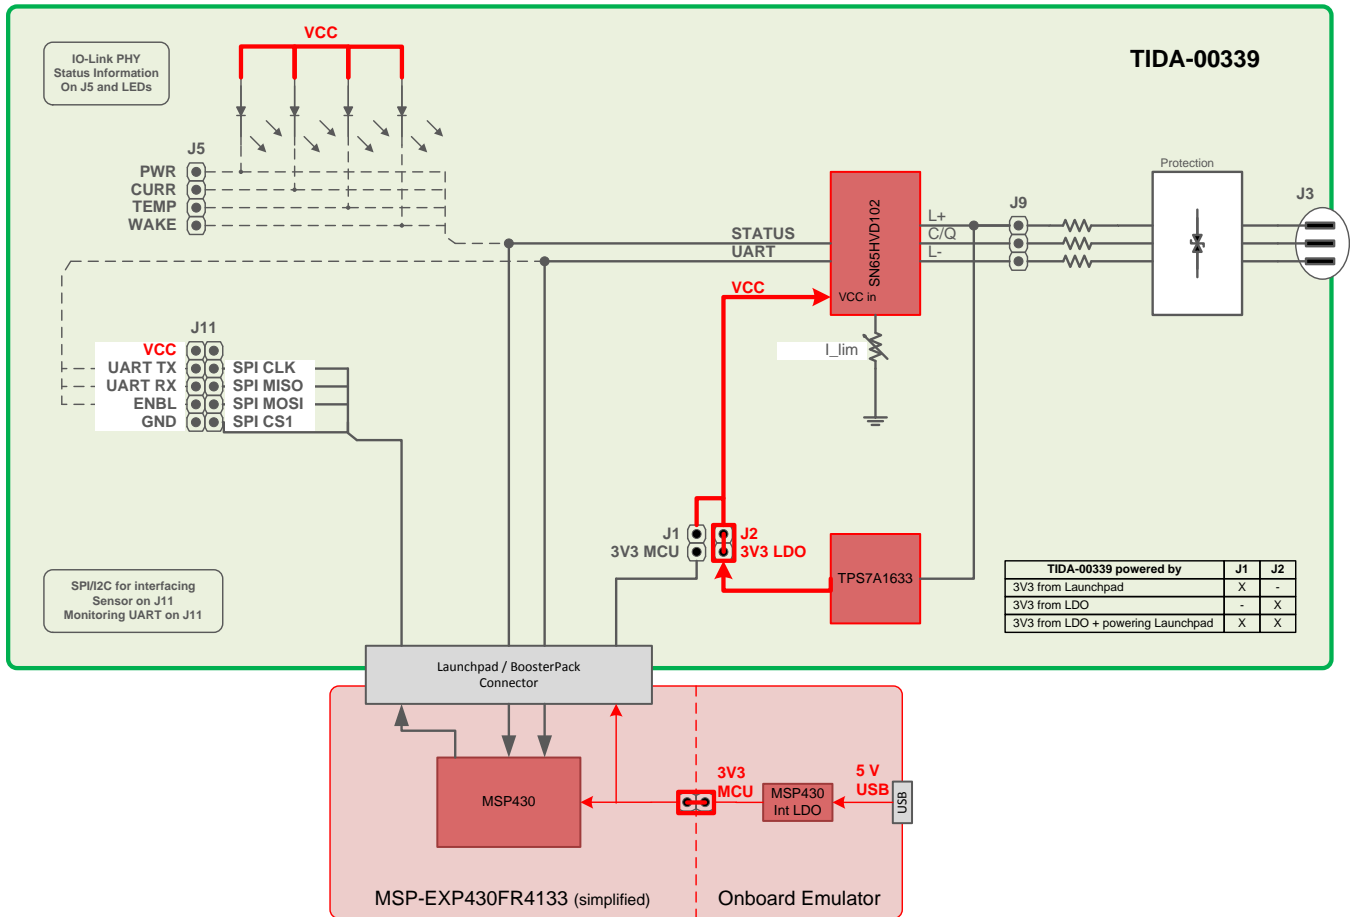 VCC
TIDA-00339
IO-Link PHY
Status Information
On J5 and LEDs
J5
PWR
CURR
TEMP
WAKE
STATUS
UART
SN65HVD102
VCC in
L+
C/Q
L-
J9
Protection
J3
VCC
I_lim
J11
VCC
UART TX SPI CLK
UART RX SPI MISO
ENBL SPI MOSI
GND SPI CS1
J1 J2
3V3 MCU 3V3 LDO
TPS7A1633
TIDA-00339 powered by J1 J2
3V3 from Launchpad X -
3V3 from LDO - X
3V3 from LDO + powering Launchpad X X
SPI/I2C for interfacing
Sensor on J11
Monitoring UART on J11
Launchpad / BoosterPack
Connector
MSP430
3V3
MCU
MSP430
Int LDO
5 V
USB
USB
MSP-EXP430FR4133 (simplified)
Onboard Emulator